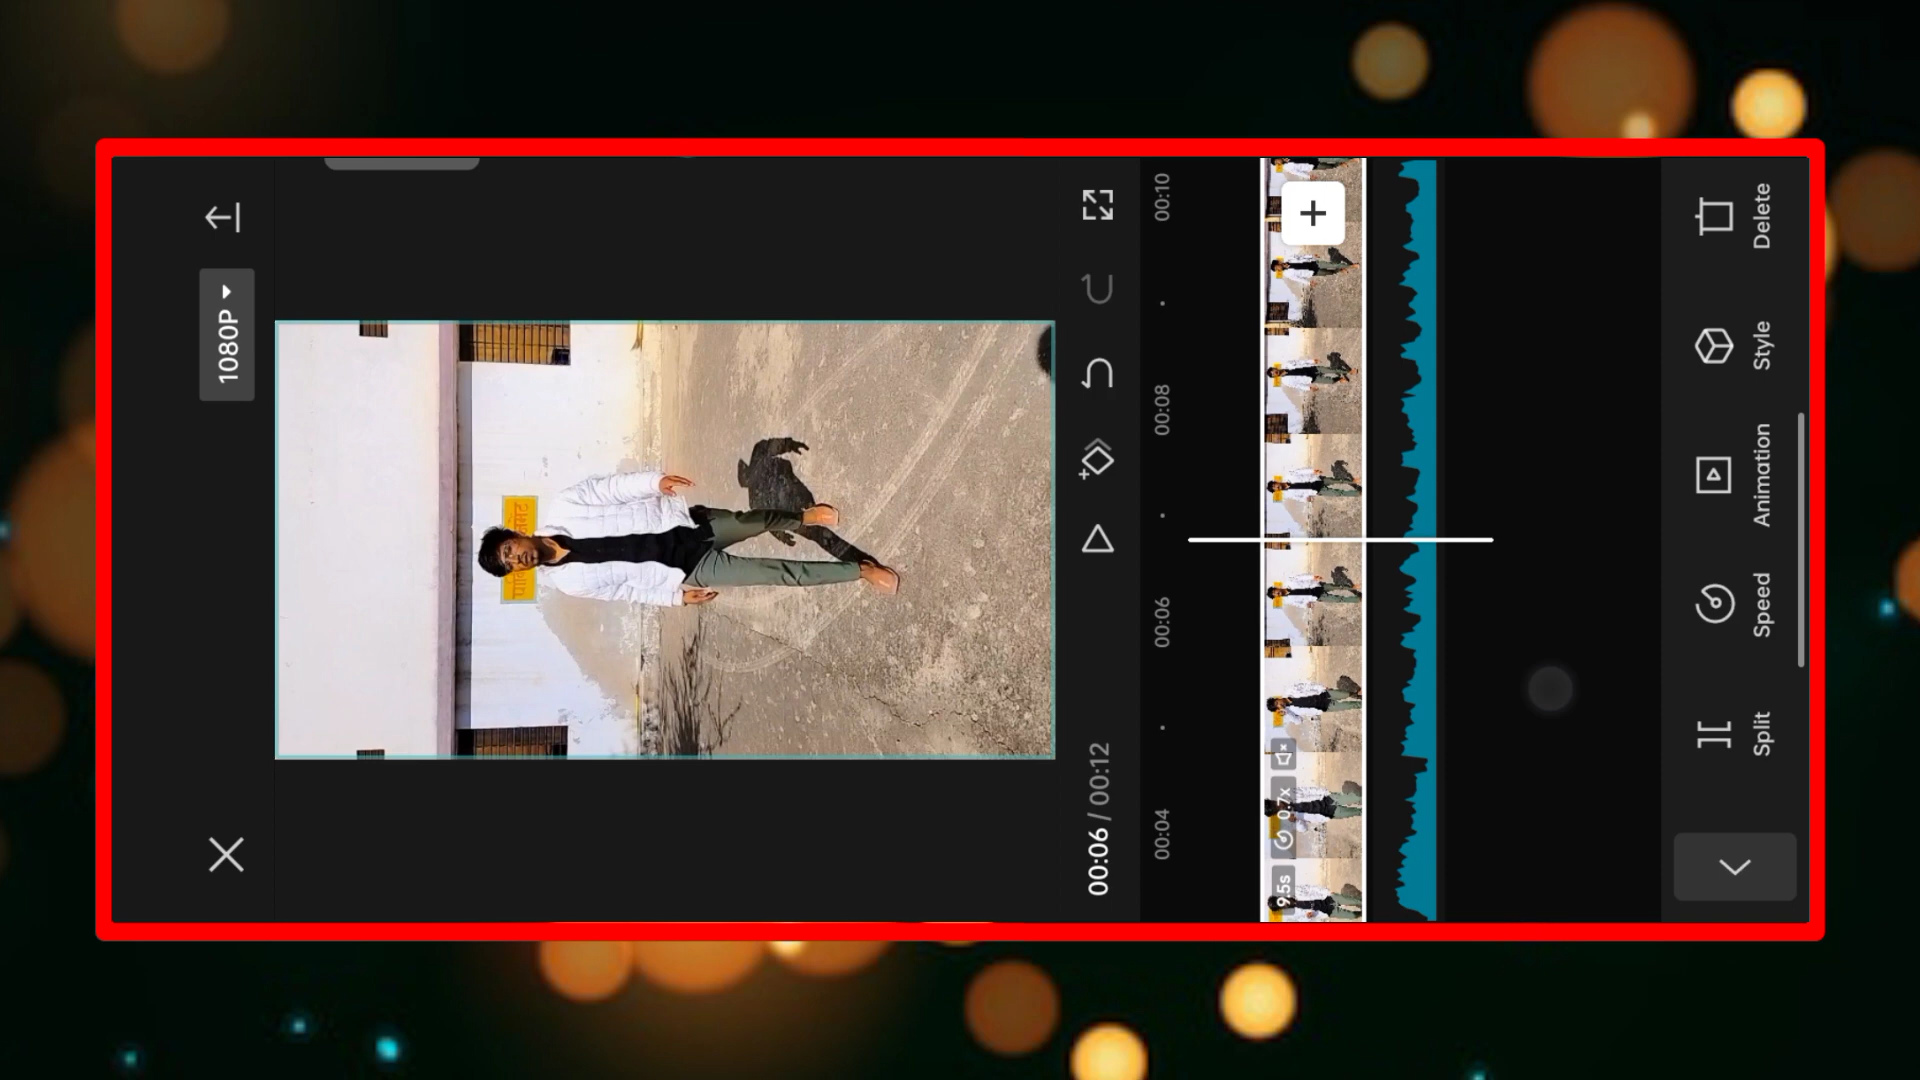 1080P
00:06 / 00:12
00:04
00:06
00:08
00:10
9.5s
0.7x
Split
Speed
Animation
Style
Delete